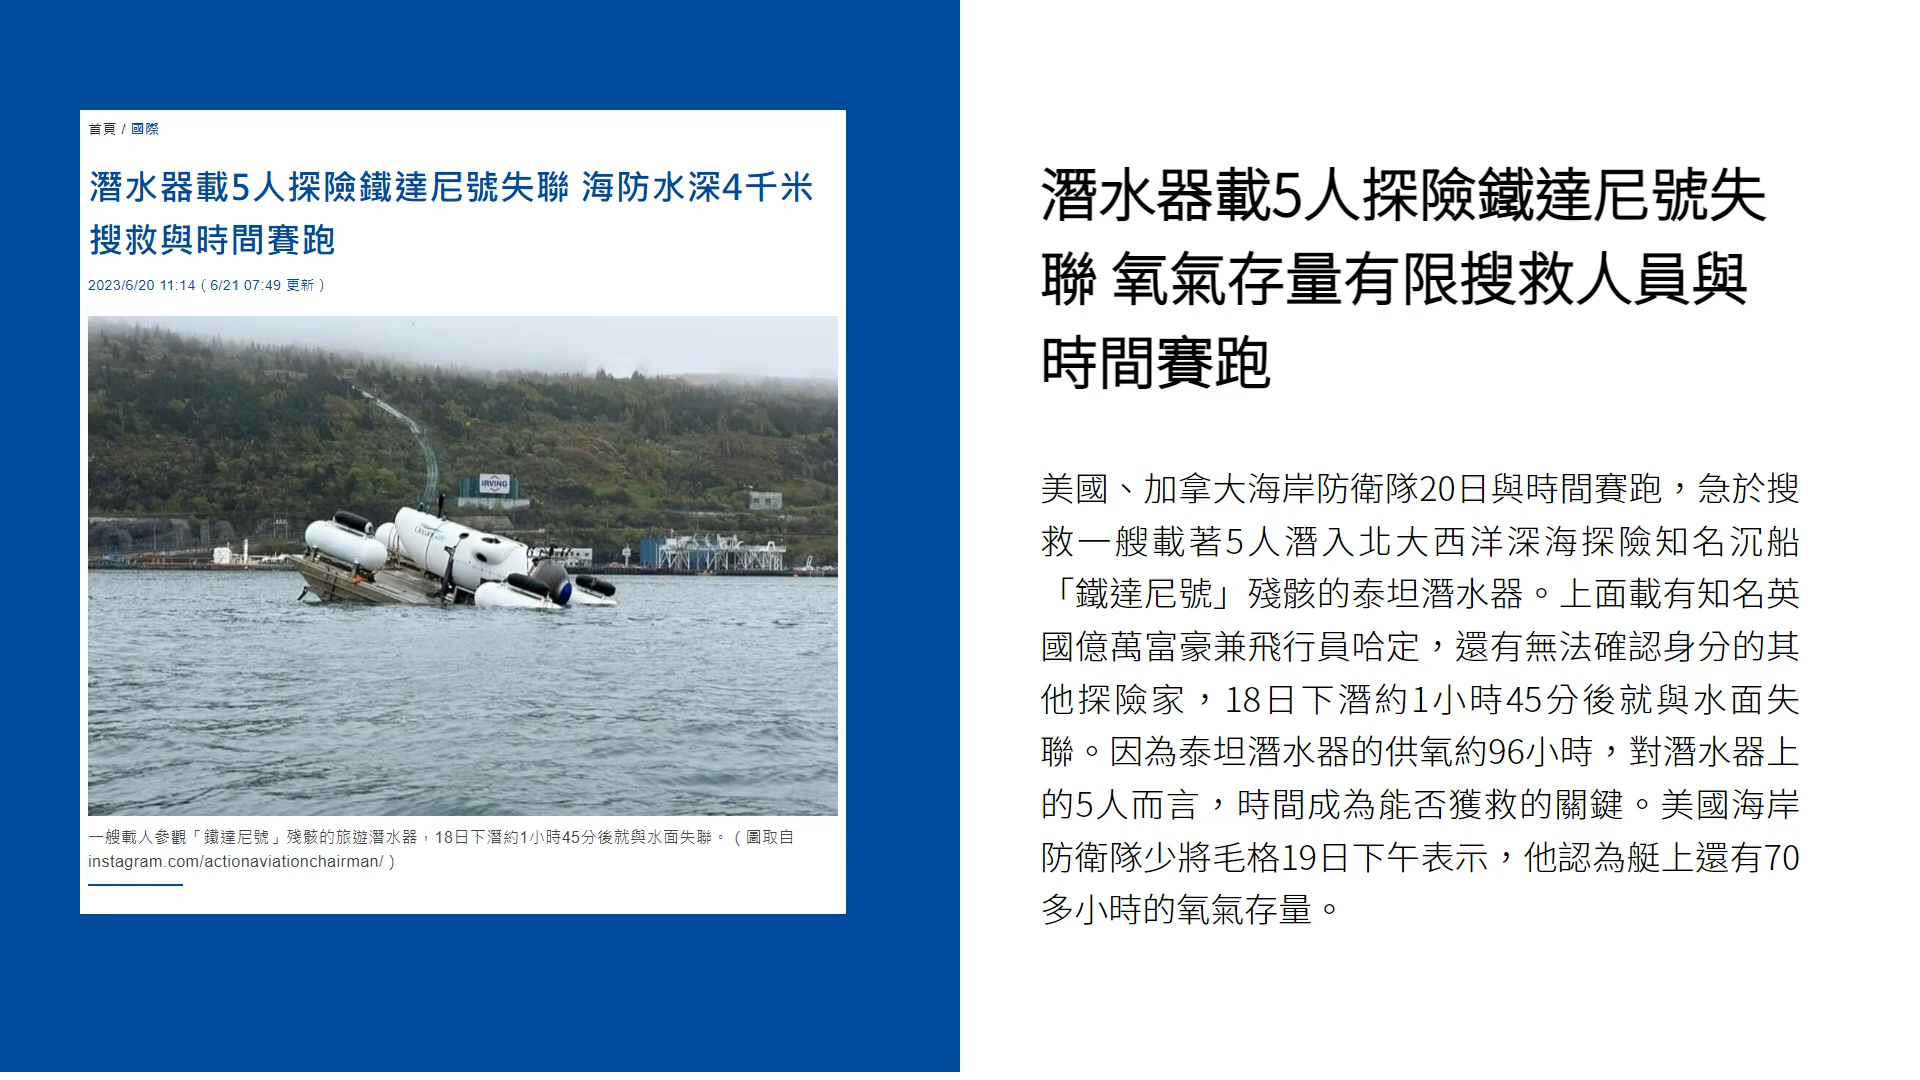 首頁 / 國際
潛水器載5人探險鐵達尼號失聯 海防水深4千米
搜救與時間賽跑
2023/6/20 11:14（6/21 07:49 更新）
IRVING
OceanGate
一艘載人參觀「鐵達尼號」殘骸的旅遊潛水器，18日下潛約1小時45分後就與水面失聯。（圖取自
instagram.com/actionaviationchairman/）
潛水器載5人探險鐵達尼號失
聯 氧氣存量有限搜救人員與
時間賽跑
美國、加拿大海岸防衛隊20日與時間賽跑，急於搜
救一艘載著5人潛入北大西洋深海探險知名沉船
「鐵達尼號」殘骸的泰坦潛水器。上面載有知名英
國億萬富豪兼飛行員哈定，還有無法確認身分的其
他探險家，18日下潛約1小時45分後就與水面失
聯。因為泰坦潛水器的供氧約96小時，對潛水器上
的5人而言，時間成為能否獲救的關鍵。美國海岸
防衛隊少將毛格19日下午表示，他認為艇上還有70
多小時的氧氣存量。